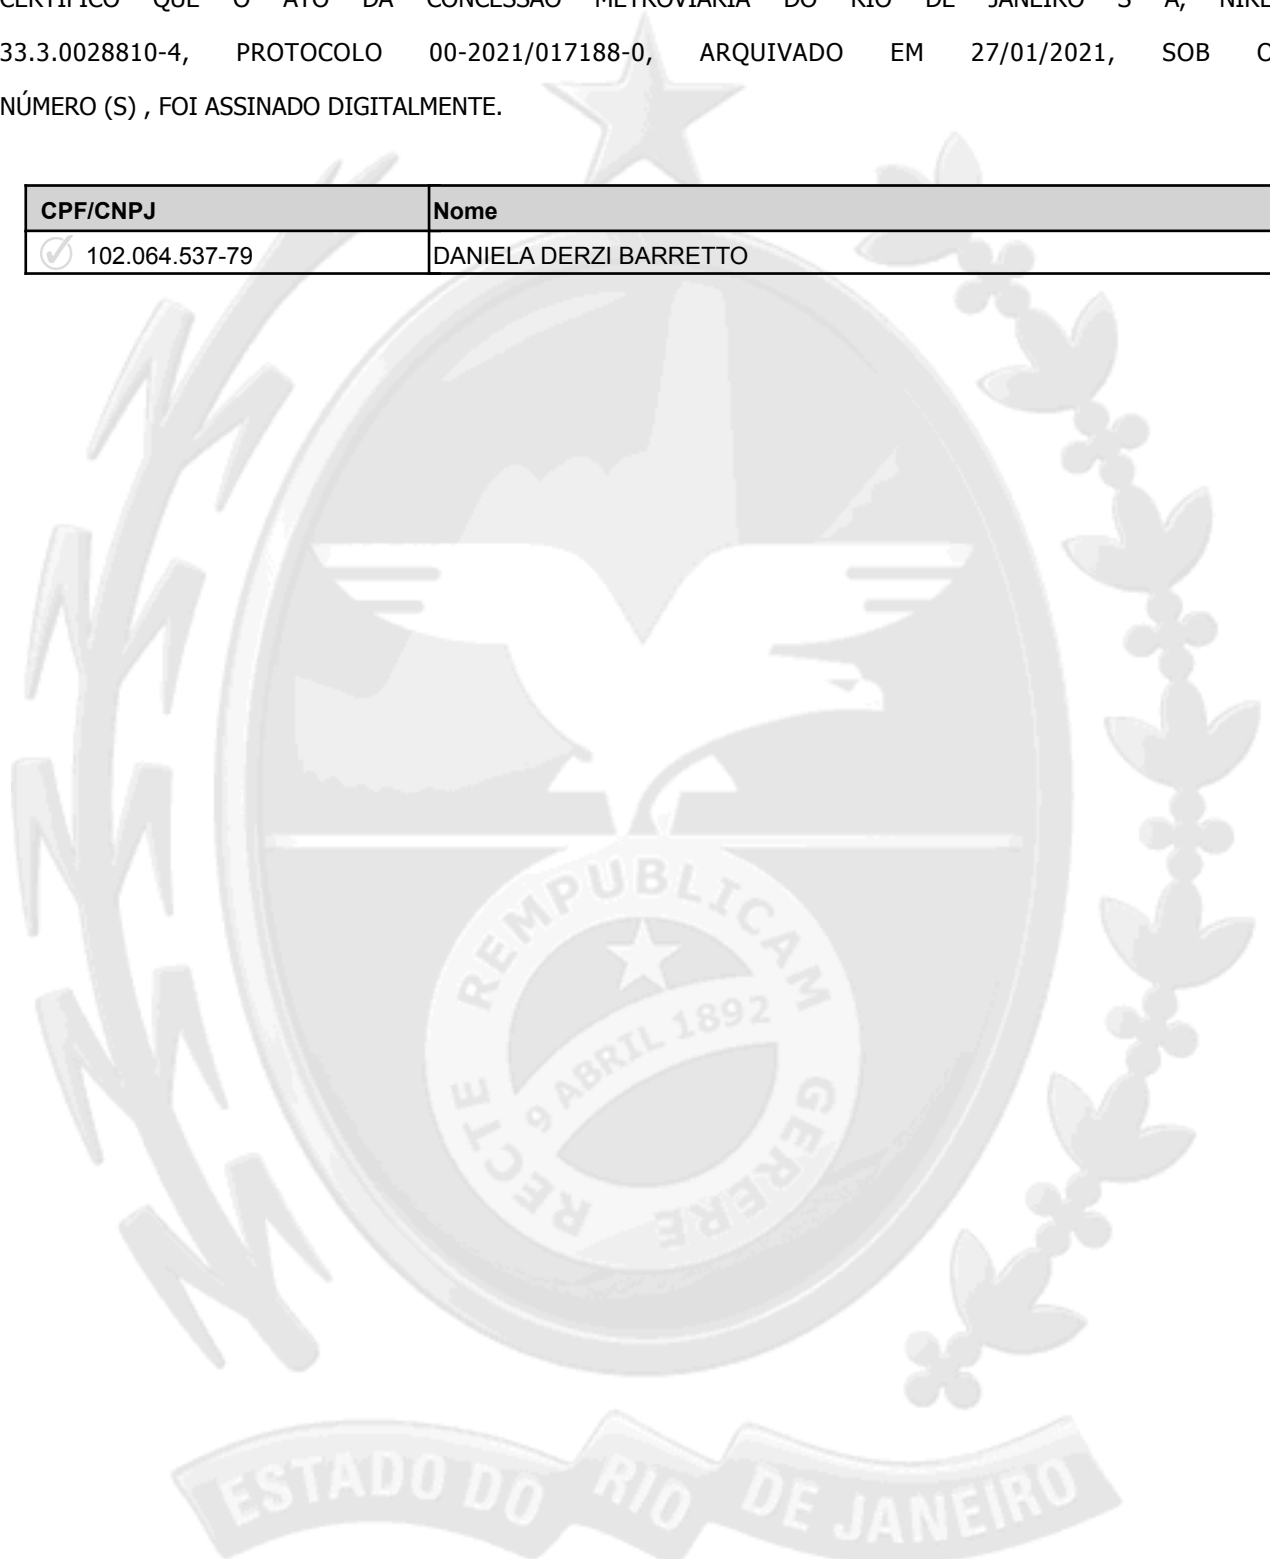 CERTIFICO QUE O ATO DA CONCESSÃO METROVIÁRIA DO RIO DE JANEIRO S A, NIRE
33.3.0028810-4, PROTOCOLO 00-2021/017188-0, ARQUIVADO EM 27/01/2021, SOB O
NÚMERO (S) , FOI ASSINADO DIGITALMENTE.
CPF/CNPJ Nome
102.064.537-79 DANIELA DERZI BARRETTO
REMPUBLICAM
9 ABRIL 1892
RECTE GERERE
ESTADO DO RIO DE JANEIRO